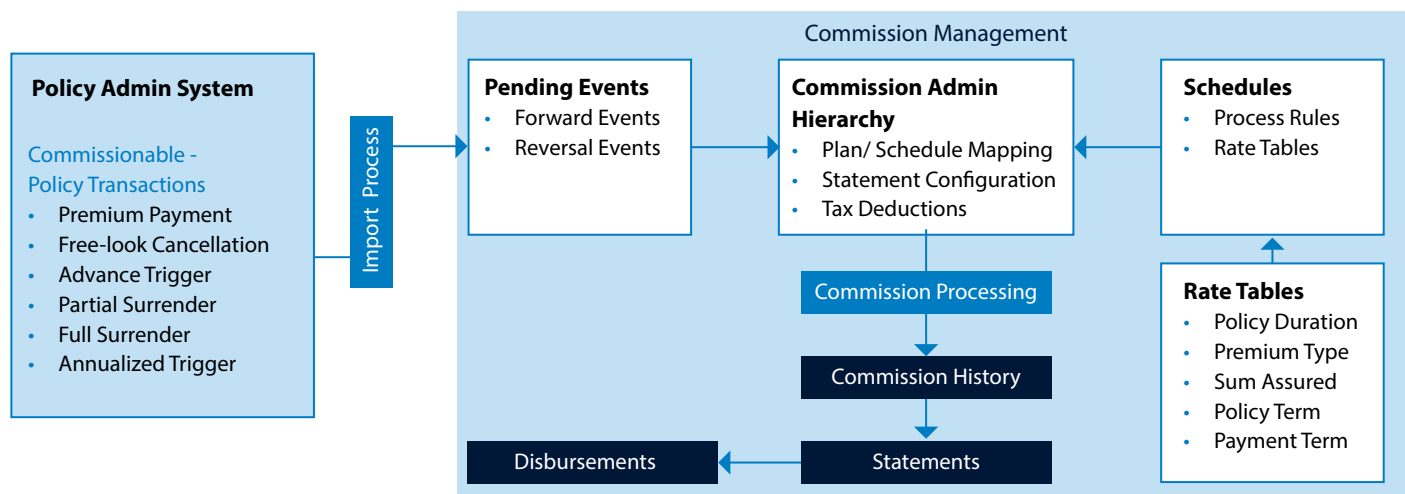 Commission Management
Policy Admin System
Commissionable -
Policy Transactions
• Premium Payment
• Free-look Cancellation
• Advance Trigger
• Partial Surrender
• Full Surrender
• Annualized Trigger
Import Process
Pending Events
• Forward Events
• Reversal Events
Commission Admin
Hierarchy
• Plan/ Schedule Mapping
• Statement Configuration
• Tax Deductions
Schedules
• Process Rules
• Rate Tables
Rate Tables
• Policy Duration
• Premium Type
• Sum Assured
• Policy Term
• Payment Term
Commission Processing
Commission History
Statements
Disbursements